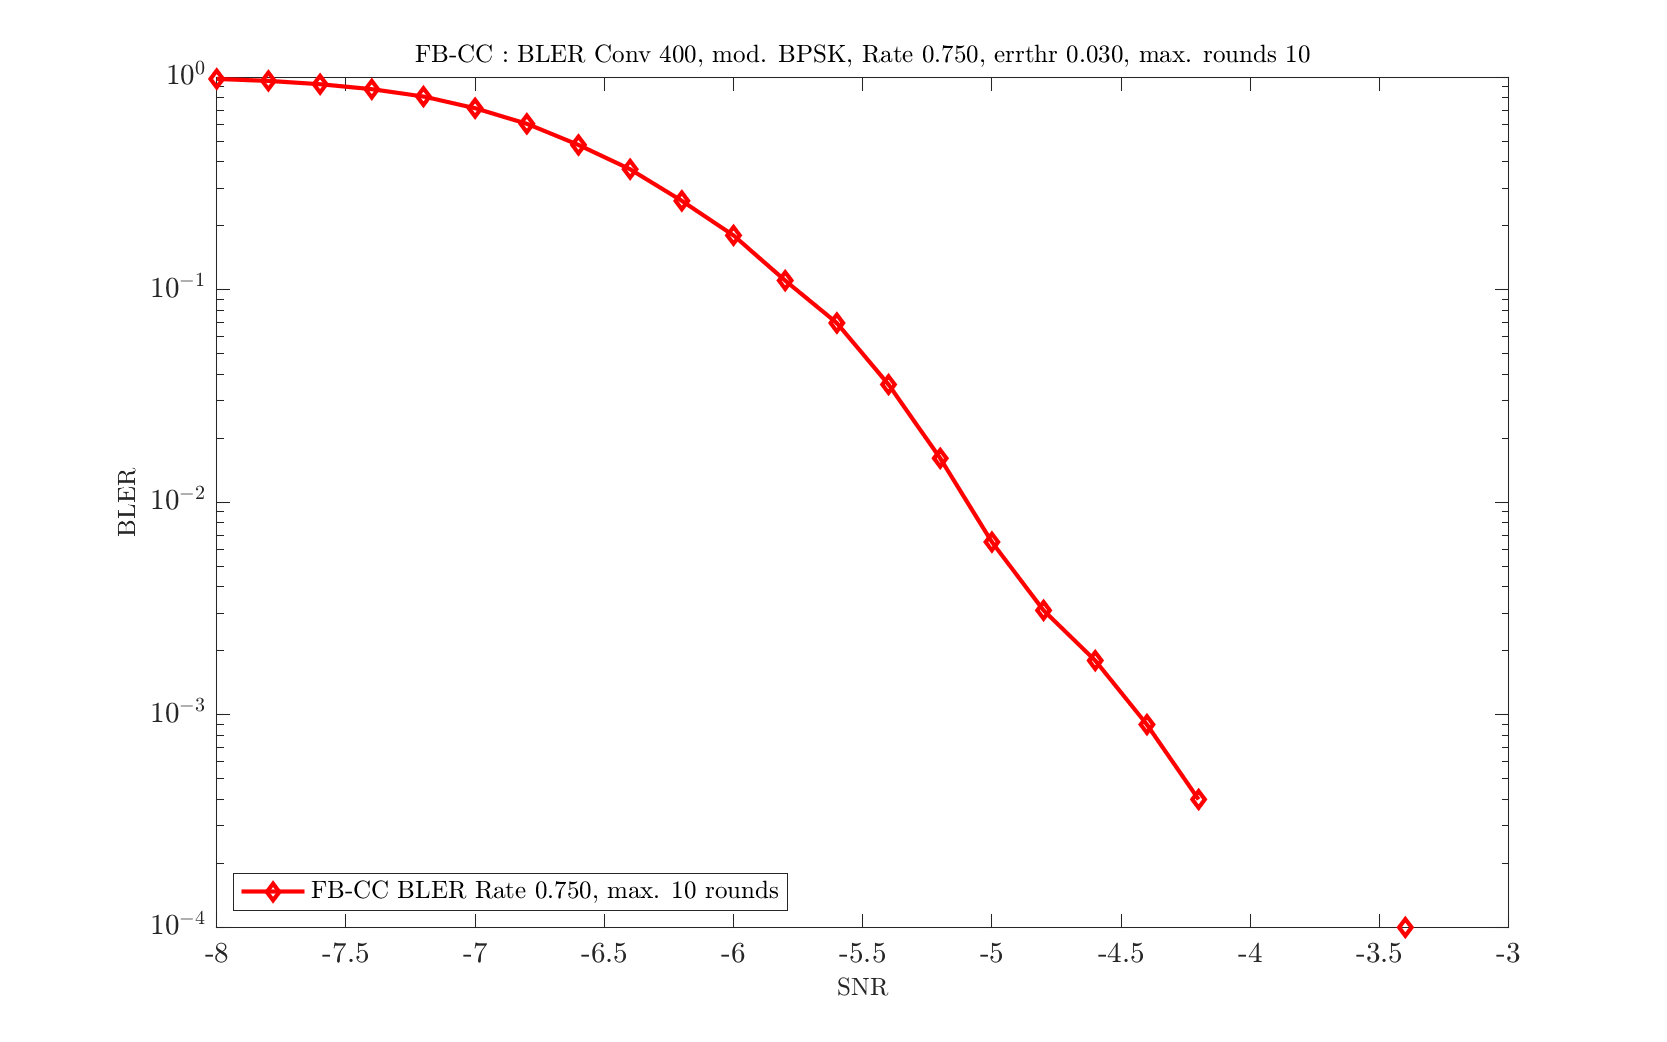 FB-CC : BLER Conv 400, mod. BPSK, Rate 0.750, errthr 0.030, max. rounds 10
10^0
10^-1
10^-2
10^-3
10^-4
BLER
FB-CC BLER Rate 0.750, max. 10 rounds
-8 -7.5 -7 -6.5 -6 -5.5 -5 -4.5 -4 -3.5 -3
SNR